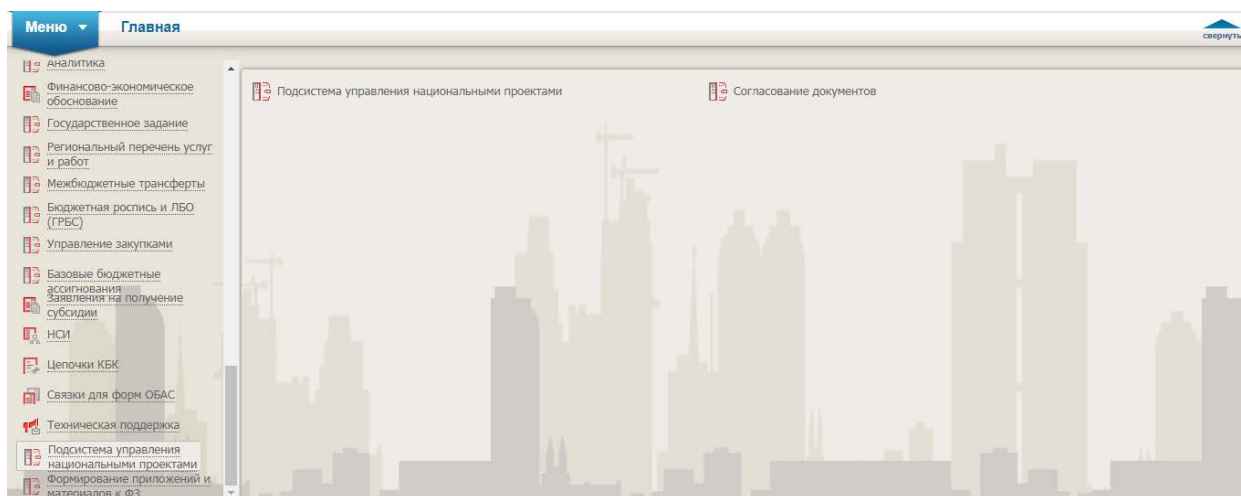 Меню
Главная
свернуть
Аналитика
Финансово-экономическое
обоснование
Государственное задание
Региональный перечень услуг
и работ
Межбюджетные трансферты
Бюджетная роспись и ЛБО
(ГРБС)
Управление закупками
Базовые бюджетные
ассигнования
Заявления на получение
субсидии
НСИ
Цепочки КБК
Связки для форм ОБАС
Техническая поддержка
Подсистема управления
национальными проектами
Формирование приложений и
материалов к ФЗ
Подсистема управления национальными проектами
Согласование документов